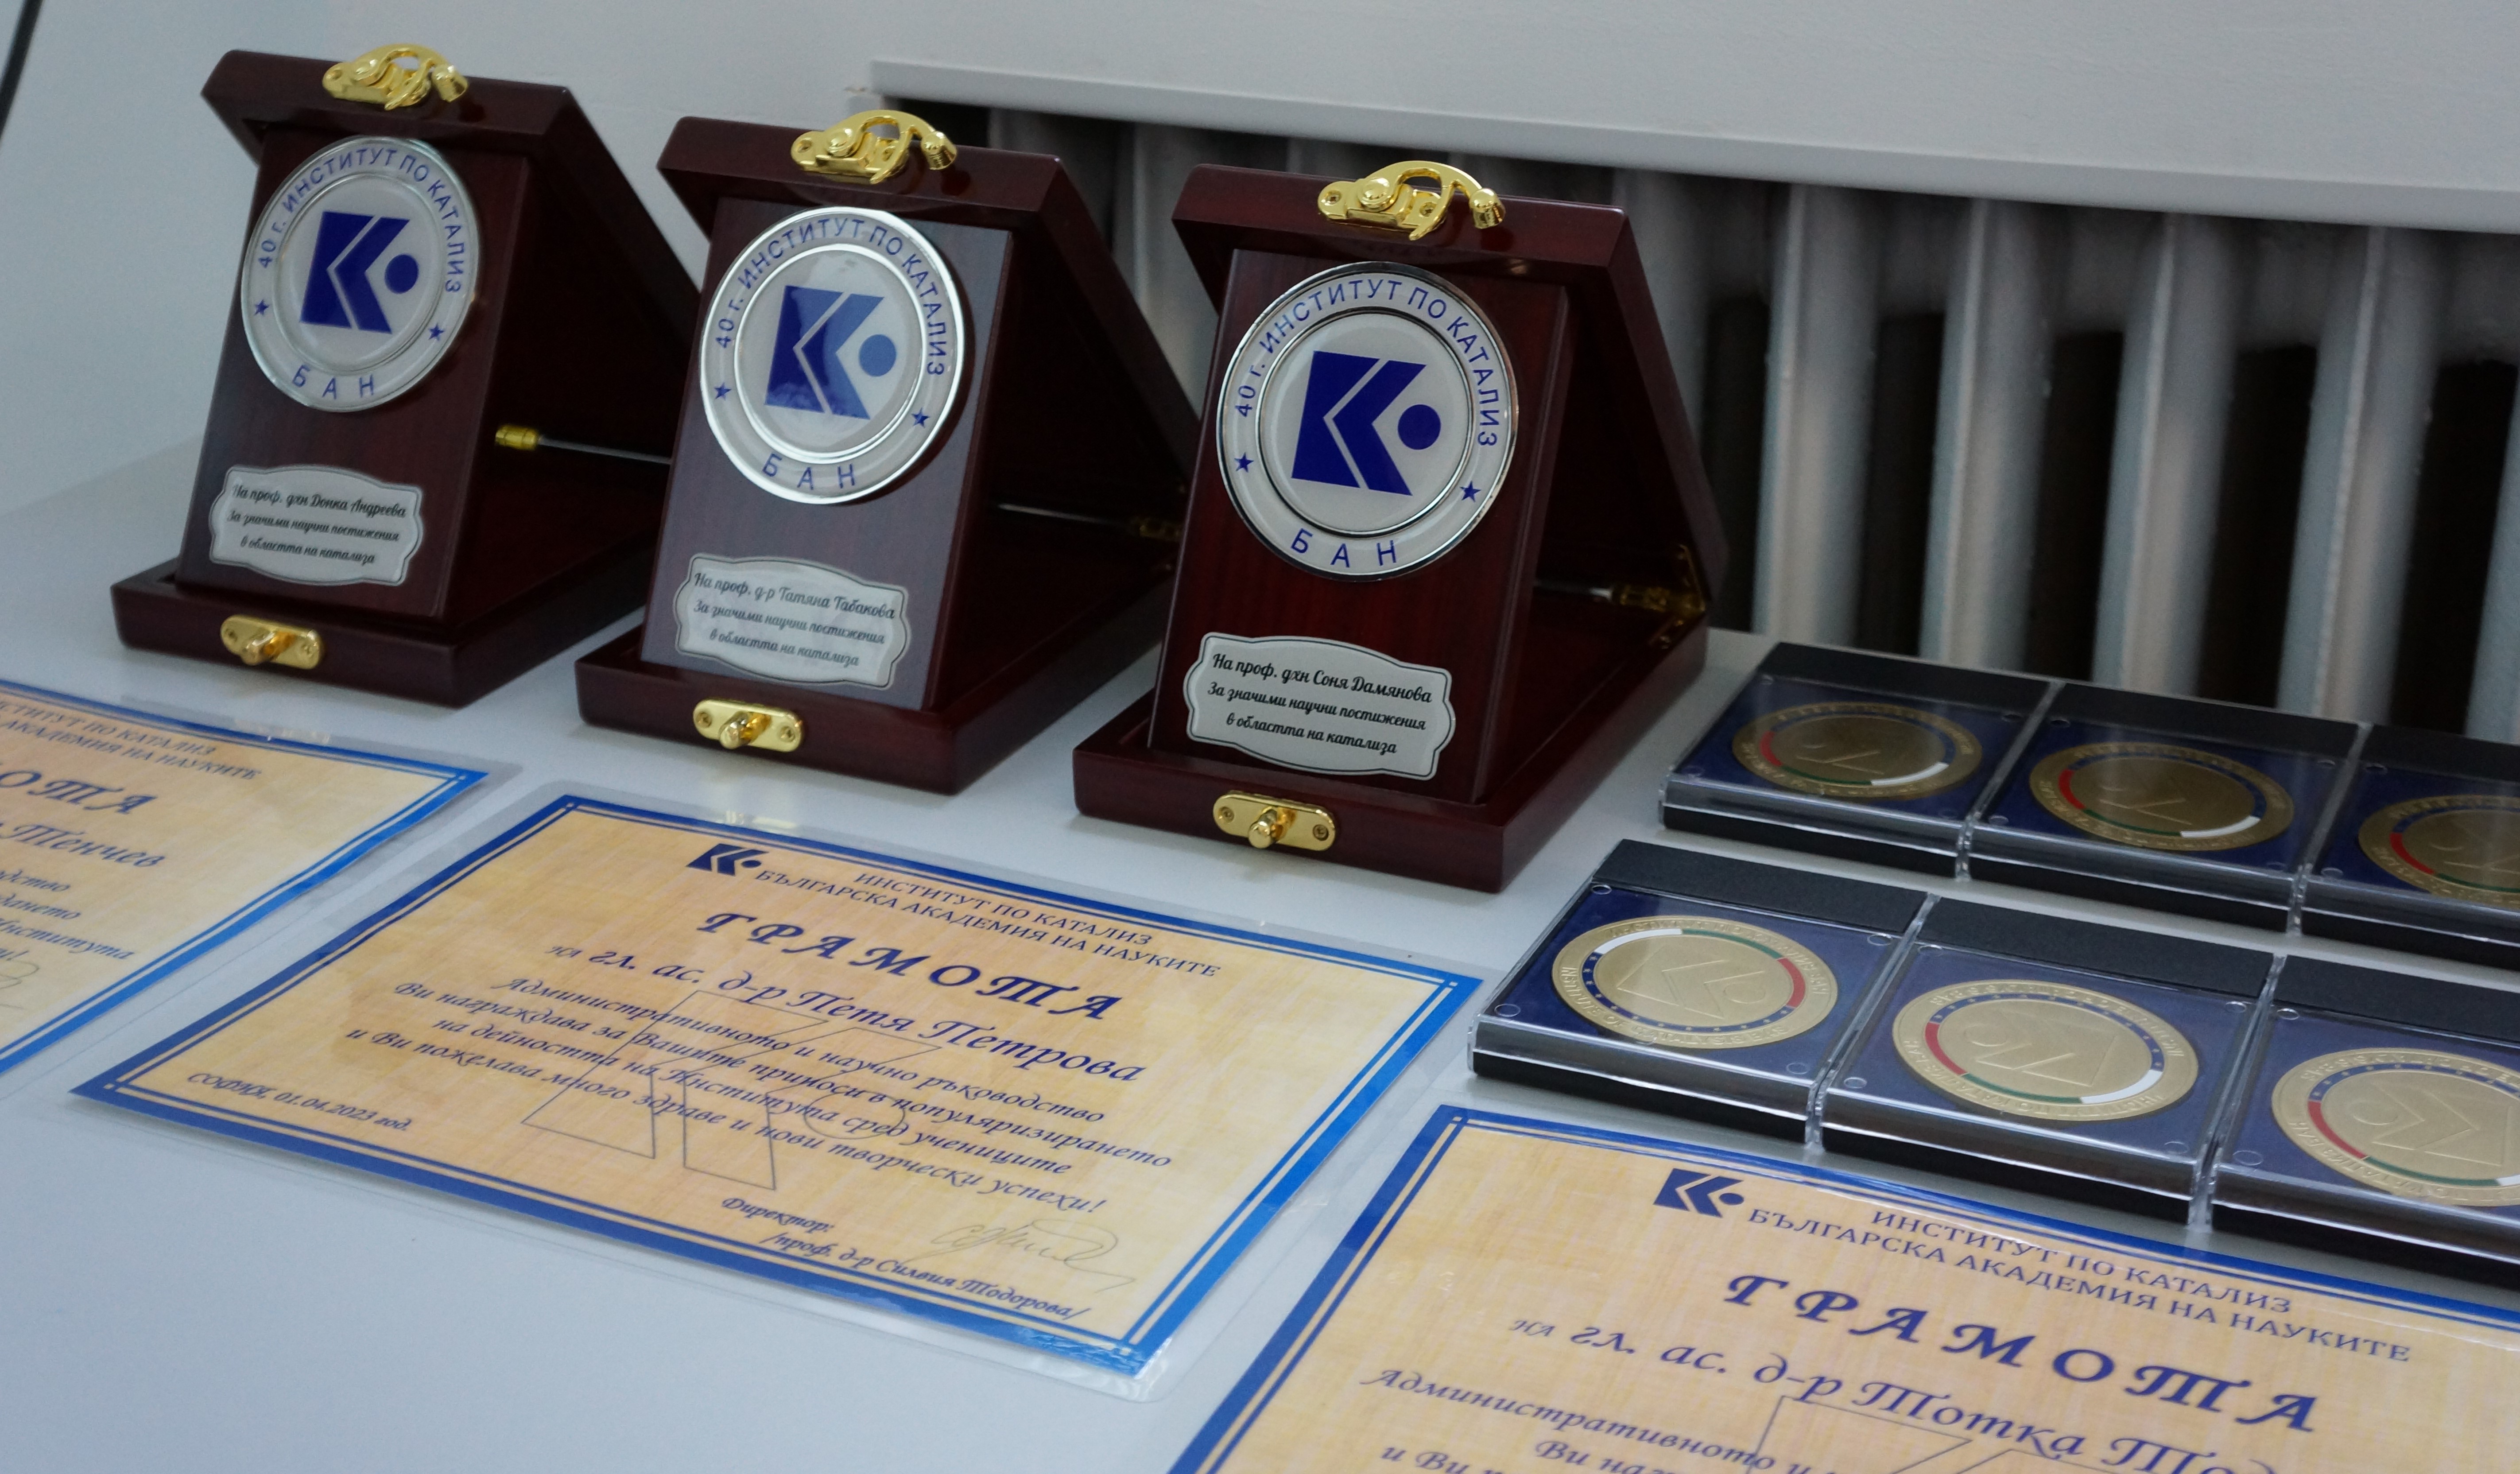 40 г. ИНСТИТУТ ПО КАТАЛИЗ
БАН
На проф. дхн Донка Андреева
За значими научни постижения
в областта на катализа
40 г. ИНСТИТУТ ПО КАТАЛИЗ
БАН
На проф. д-р Татяна Табакова
За значими научни постижения
в областта на катализа
40 г. ИНСТИТУТ ПО КАТАЛИЗ
БАН
На проф. дхн Соня Дамянова
За значими научни постижения
в областта на катализа
ПО КАТАЛИЗ
АКАДЕМИЯ НА НАУКИТЕ
Тенчев
Института
ИНСТИТУТ ПО КАТАЛИЗ
БЪЛГАРСКА АКАДЕМИЯ НА НАУКИТЕ
ГРАМОТА
на гл. ас. д-р Петя Петрова
Административното и научно ръководство
Ви награждава за Вашите приноси в популяризирането
на дейността на Института сред учениците
и Ви пожелава много здраве и нови творчески успехи!
СОФИЯ, 01.04.2023 год.
Директор:
/проф. д-р Силвия Тодорова/
ИНСТИТУТ ПО КАТАЛИЗ
БЪЛГАРСКА АКАДЕМИЯ НА НАУКИТЕ
ГРАМОТА
на гл. ас. д-р Тотка
Административното и
Ви
и Ви